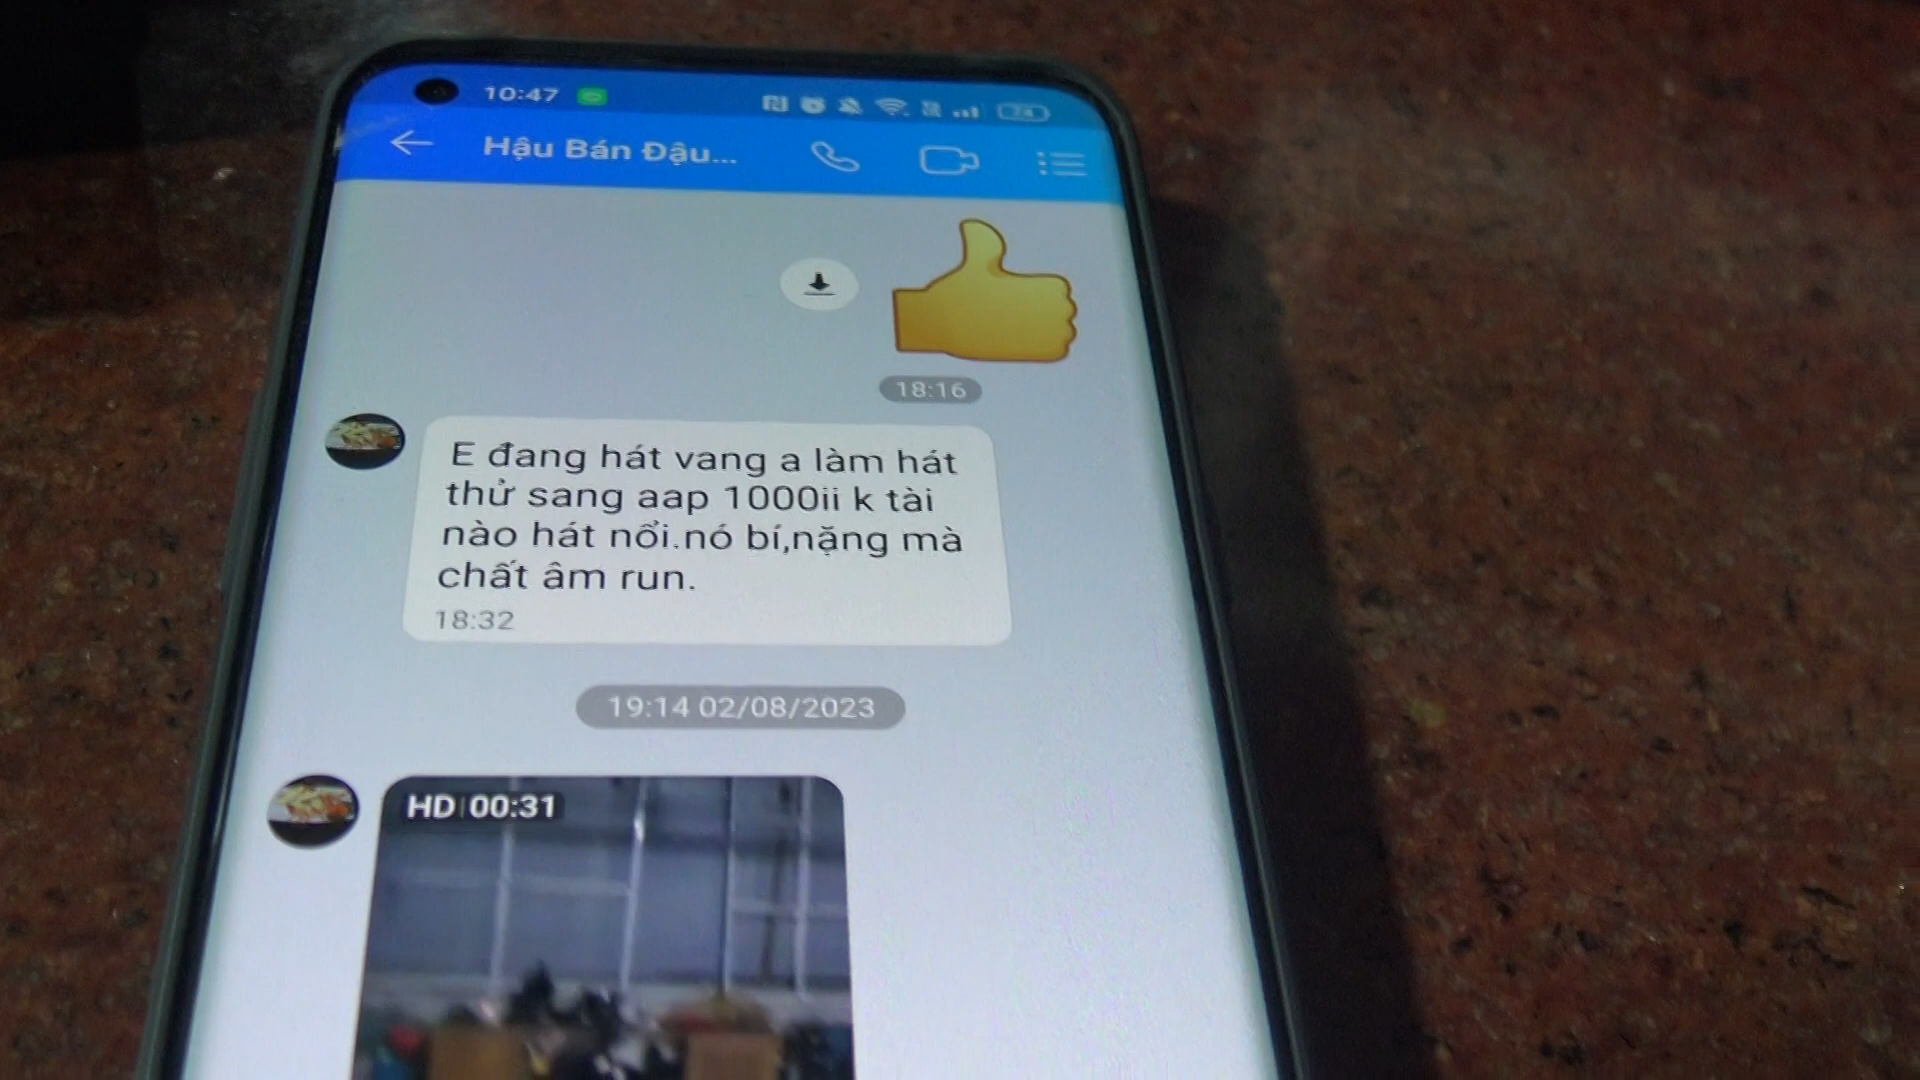 10:47
74
Hậu Bán Đậu...
18:16
E đang hát vang a làm hát
thử sang aap 1000ii k tài
nào hát nổi.nó bí,nặng mà
chất âm run.
18:32
19:14 02/08/2023
HD 00:31